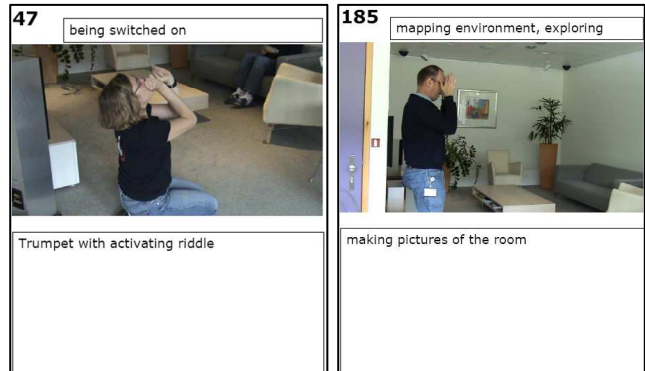 47
being switched on
Trumpet with activating riddle
185
mapping environment, exploring
making pictures of the room